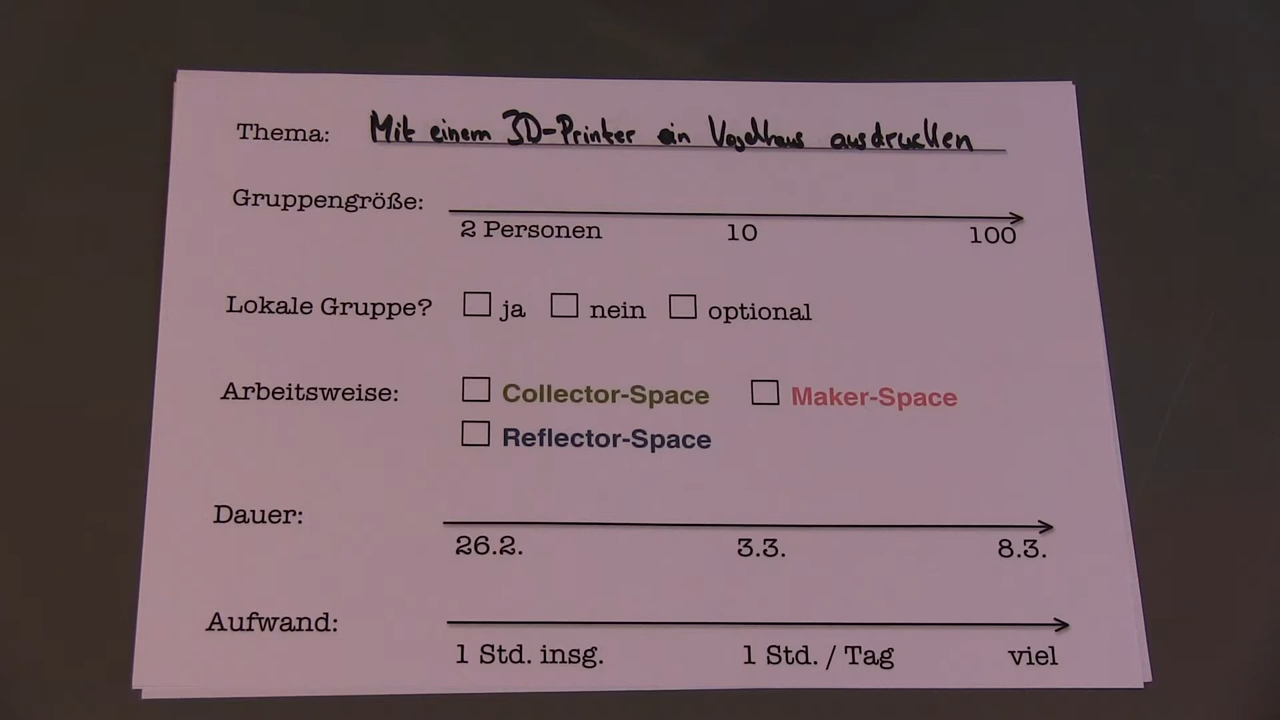 Thema: Mit einem 3D-Printer ein Vogelhaus ausdrucken
Gruppengröße:
2 Personen 10 100
Lokale Gruppe? ja nein optional
Arbeitsweise: Collector-Space Maker-Space
Reflector-Space
Dauer:
26.2. 3.3. 8.3.
Aufwand:
1 Std. insg. 1 Std. / Tag viel